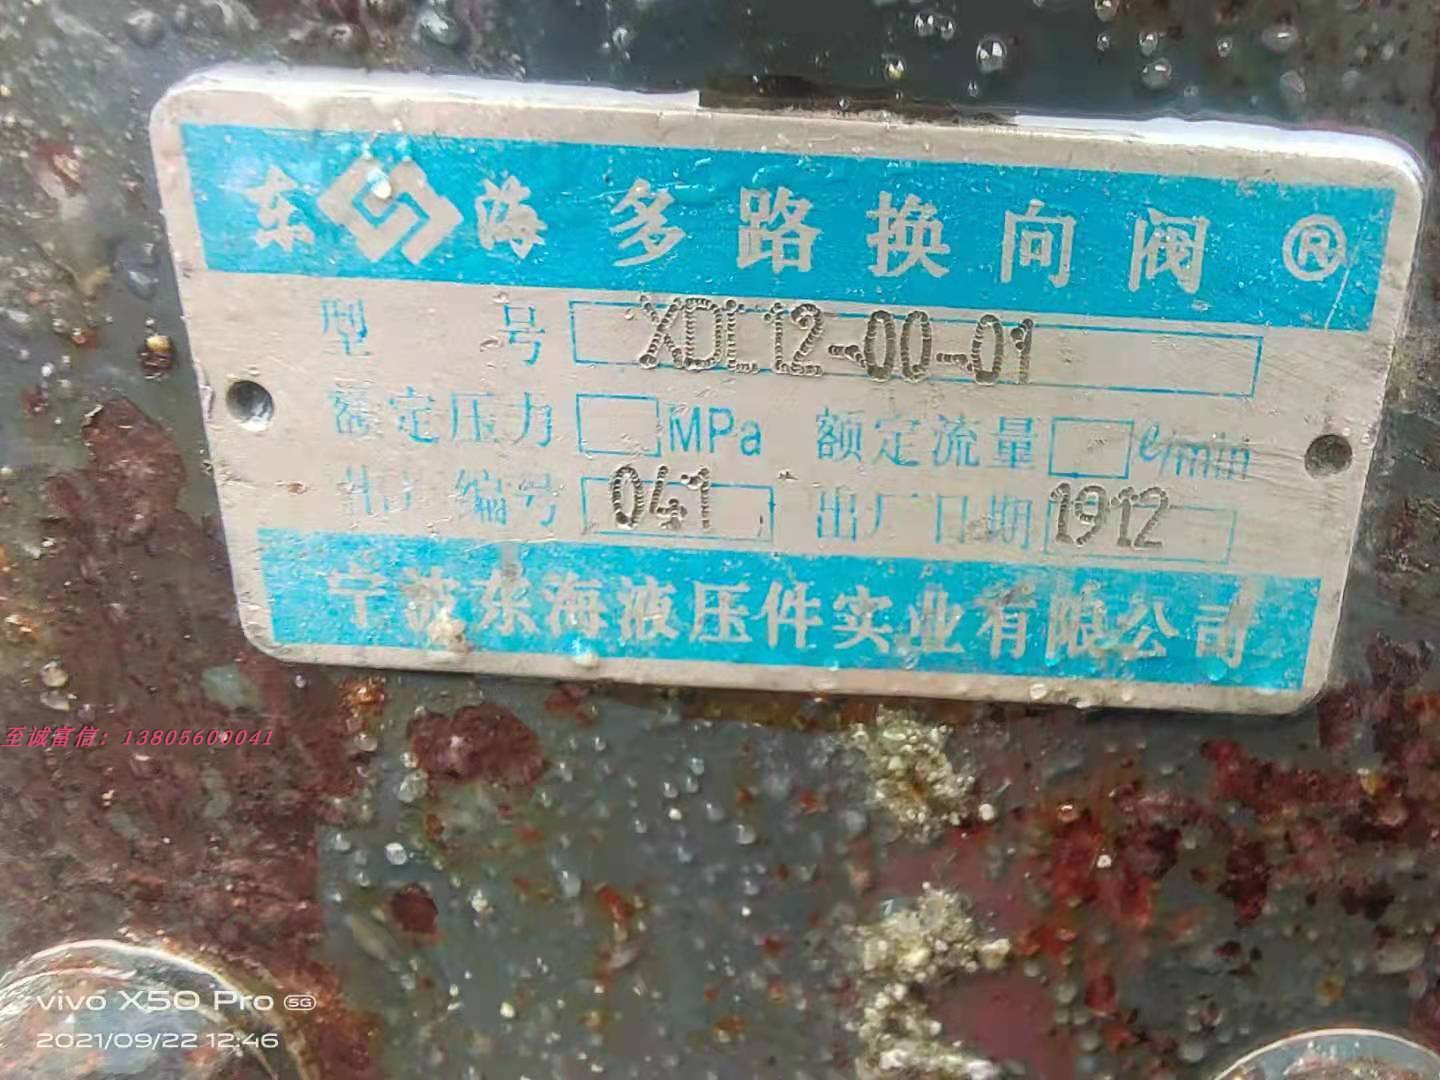 东 海 多路换向阀 ®
型 号 XDL12-00-01
额定压力 MPa 额定流量 ℓ/min
出厂编号 041 出厂日期 1912
宁波东海液压件实业有限公司
至诚富信：13805600041
vivo X50 Pro 5G
2021/09/22 12:46